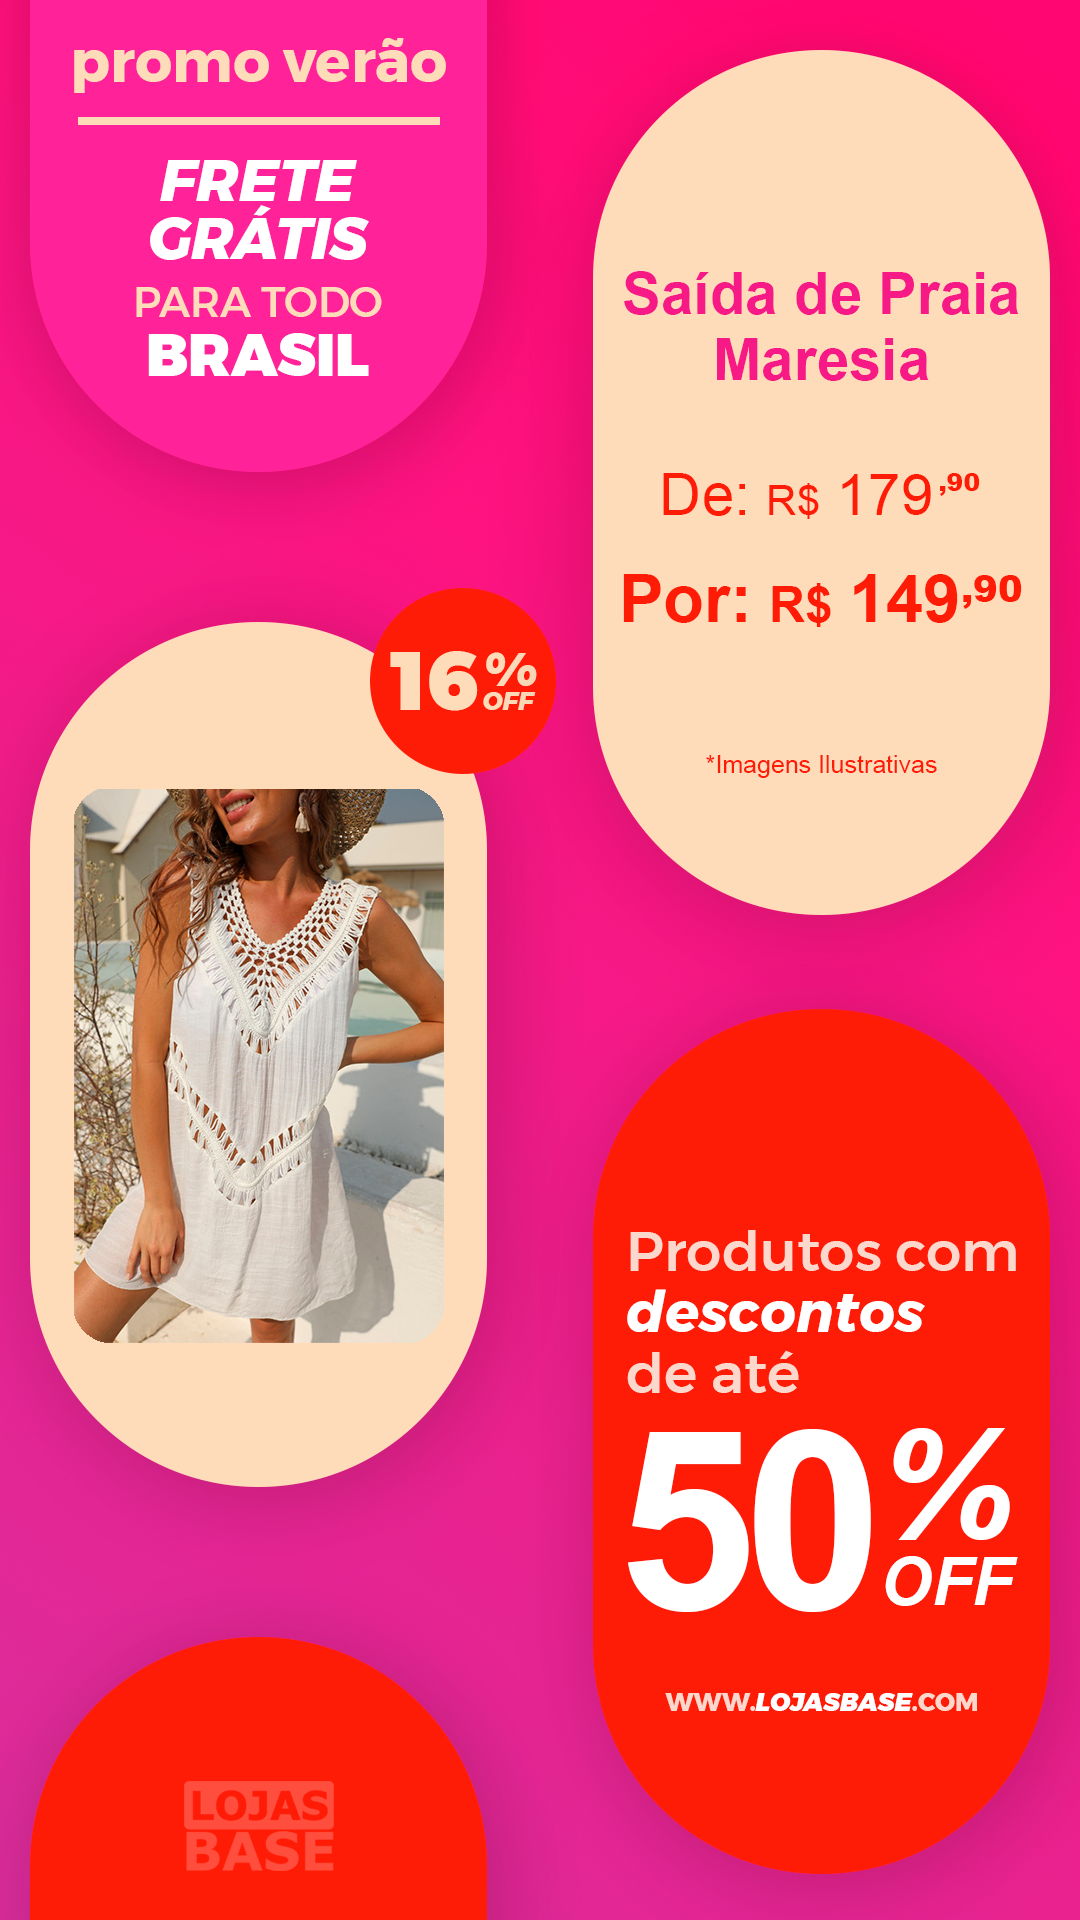 promo verão
FRETE
GRÁTIS
PARA TODO
BRASIL
Saída de Praia
Maresia
De: R$ 179,90
Por: R$ 149,90
*Imagens Ilustrativas
16%
OFF
Produtos com
descontos
de até
50%
OFF
WWW.LOJASBASE.COM
LOJAS
BASE